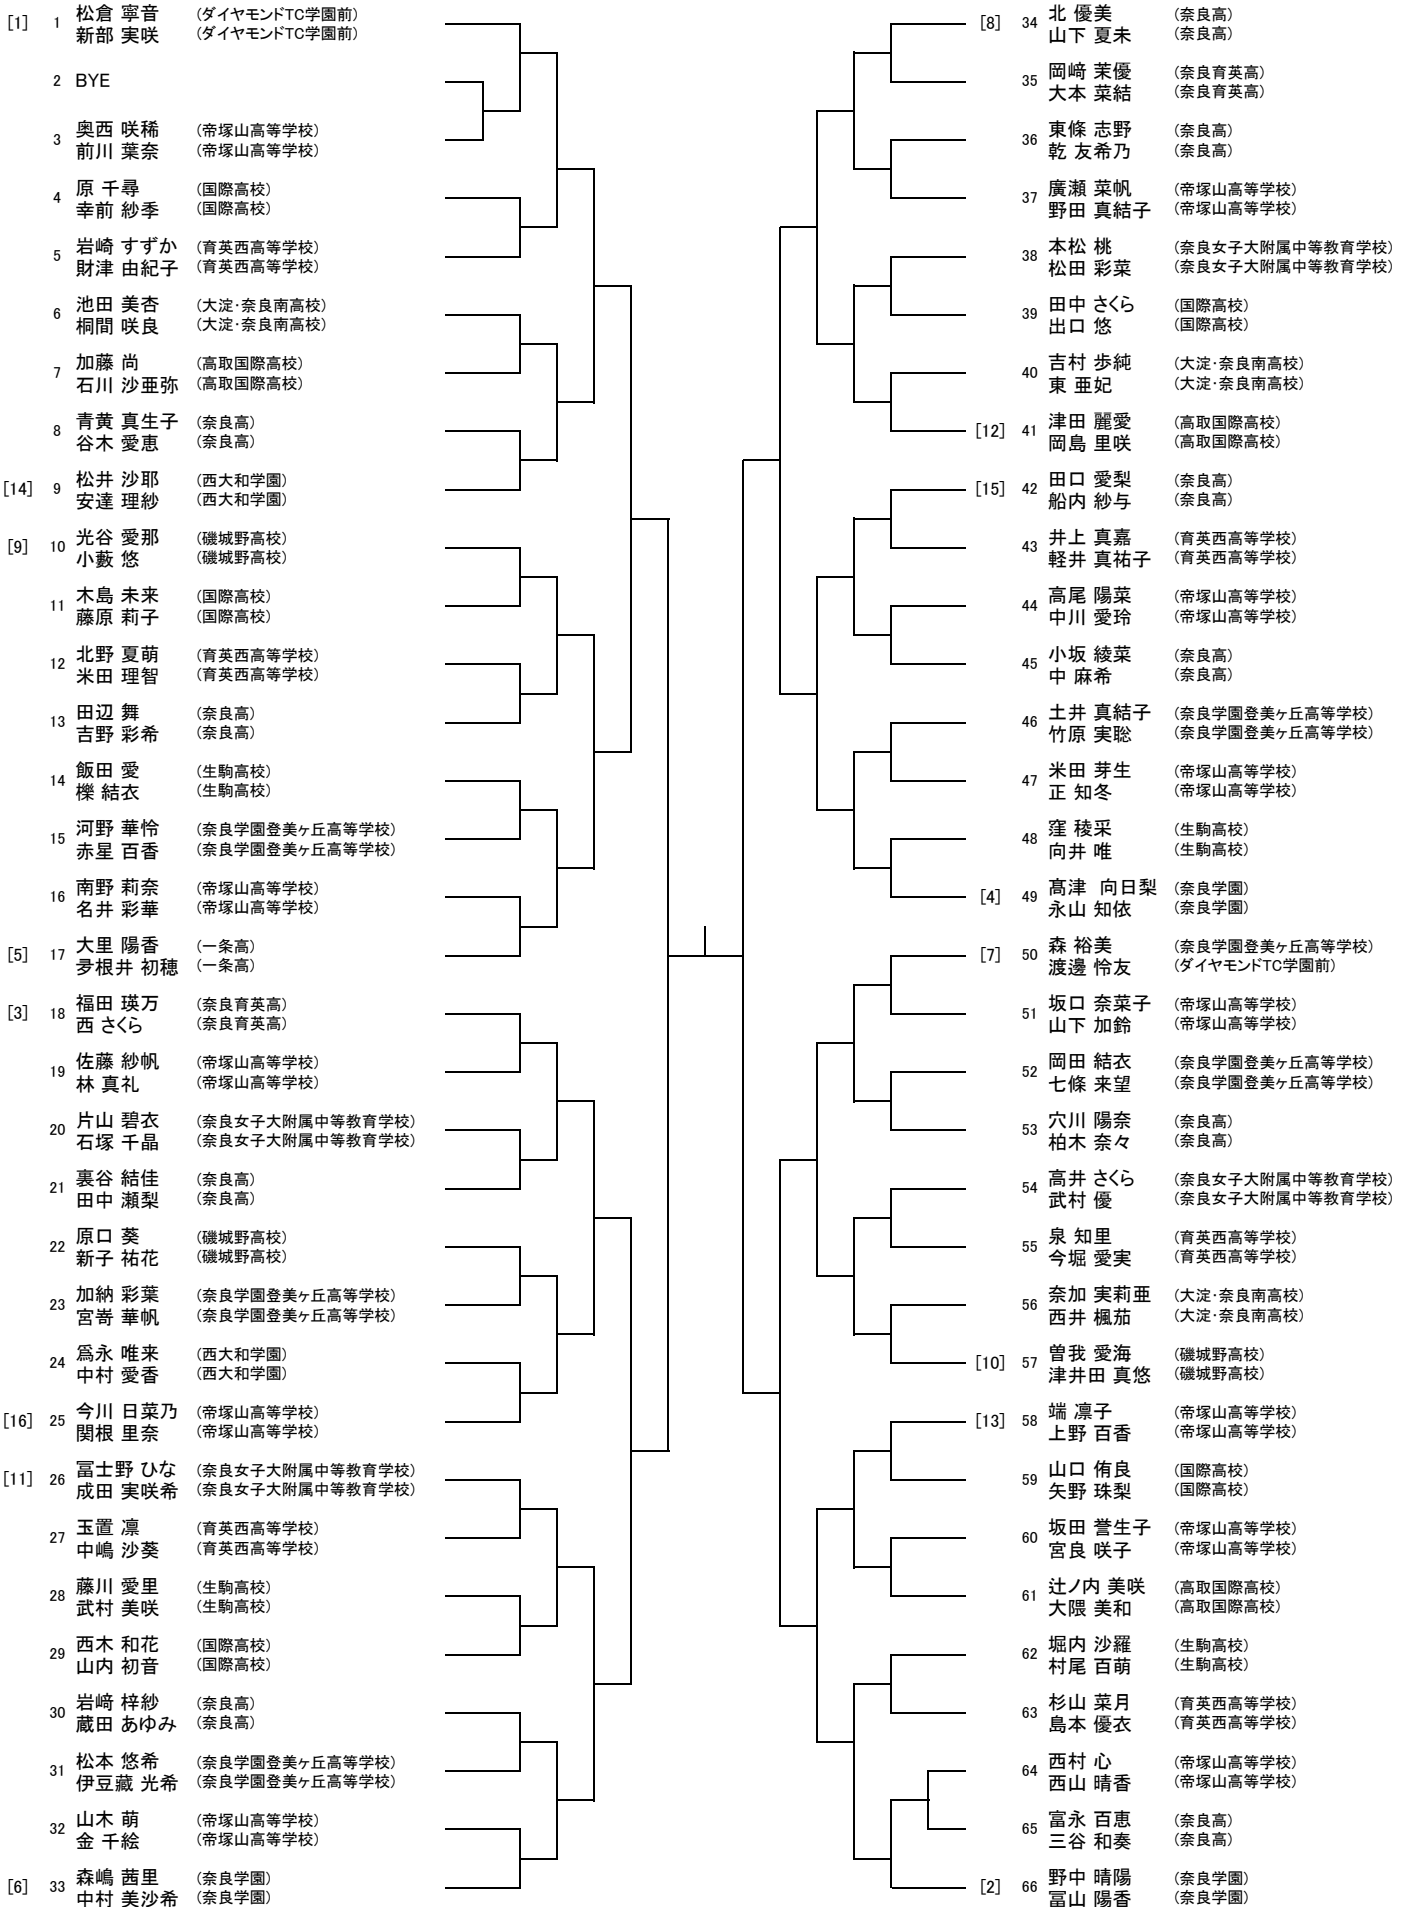 [1] 1 松倉 寧音 (ダイヤモンドTC学園前)
新部 実咲 (ダイヤモンドTC学園前)
2 BYE
3 奥西 咲稀 (帝塚山高等学校)
前川 葉奈 (帝塚山高等学校)
4 原 千尋 (国際高校)
幸前 紗季 (国際高校)
5 岩崎 すずか (育英西高等学校)
財津 由紀子 (育英西高等学校)
6 池田 美杏 (大淀・奈良南高校)
桐間 咲良 (大淀・奈良南高校)
7 加藤 尚 (高取国際高校)
石川 沙亜弥 (高取国際高校)
8 青黄 真生子 (奈良高)
谷木 愛恵 (奈良高)
[14] 9 松井 沙耶 (西大和学園)
安達 理紗 (西大和学園)
[9] 10 光谷 愛那 (磯城野高校)
小藪 悠 (磯城野高校)
11 木島 未来 (国際高校)
藤原 莉子 (国際高校)
12 北野 夏萌 (育英西高等学校)
米田 理智 (育英西高等学校)
13 田辺 舞 (奈良高)
吉野 彩希 (奈良高)
14 飯田 愛 (生駒高校)
櫟 結衣 (生駒高校)
15 河野 華怜 (奈良学園登美ヶ丘高等学校)
赤星 百香 (奈良学園登美ヶ丘高等学校)
16 南野 莉奈 (帝塚山高等学校)
名井 彩華 (帝塚山高等学校)
[5] 17 大里 陽香 (一条高)
夛根井 初穂 (一条高)
[3] 18 福田 瑛万 (奈良育英高)
西 さくら (奈良育英高)
19 佐藤 紗帆 (帝塚山高等学校)
林 真礼 (帝塚山高等学校)
20 片山 碧衣 (奈良女子大附属中等教育学校)
石塚 千晶 (奈良女子大附属中等教育学校)
21 裏谷 結佳 (奈良高)
田中 瀬梨 (奈良高)
22 原口 葵 (磯城野高校)
新子 祐花 (磯城野高校)
23 加納 彩葉 (奈良学園登美ヶ丘高等学校)
宮嵜 華帆 (奈良学園登美ヶ丘高等学校)
24 爲永 唯来 (西大和学園)
中村 愛香 (西大和学園)
[16] 25 今川 日菜乃 (帝塚山高等学校)
関根 里奈 (帝塚山高等学校)
[11] 26 冨士野 ひな (奈良女子大附属中等教育学校)
成田 実咲希 (奈良女子大附属中等教育学校)
27 玉置 凛 (育英西高等学校)
中嶋 沙葵 (育英西高等学校)
28 藤川 愛里 (生駒高校)
武村 美咲 (生駒高校)
29 西木 和花 (国際高校)
山内 初音 (国際高校)
30 岩﨑 梓紗 (奈良高)
蔵田 あゆみ (奈良高)
31 松本 悠希 (奈良学園登美ヶ丘高等学校)
伊豆藏 光希 (奈良学園登美ヶ丘高等学校)
32 山木 萌 (帝塚山高等学校)
金 千絵 (帝塚山高等学校)
[6] 33 森嶋 茜里 (奈良学園)
中村 美沙希 (奈良学園)
[8] 34 北 優美 (奈良高)
山下 夏未 (奈良高)
35 岡﨑 茉優 (奈良育英高)
大本 菜結 (奈良育英高)
36 東條 志野 (奈良高)
乾 友希乃 (奈良高)
37 廣瀬 菜帆 (帝塚山高等学校)
野田 真結子 (帝塚山高等学校)
38 本松 桃 (奈良女子大附属中等教育学校)
松田 彩菜 (奈良女子大附属中等教育学校)
39 田中 さくら (国際高校)
出口 悠 (国際高校)
40 吉村 歩純 (大淀・奈良南高校)
東 亜妃 (大淀・奈良南高校)
[12] 41 津田 麗愛 (高取国際高校)
岡島 里咲 (高取国際高校)
[15] 42 田口 愛梨 (奈良高)
船内 紗与 (奈良高)
43 井上 真嘉 (育英西高等学校)
軽井 真祐子 (育英西高等学校)
44 高尾 陽菜 (帝塚山高等学校)
中川 愛玲 (帝塚山高等学校)
45 小坂 綾菜 (奈良高)
中 麻希 (奈良高)
46 土井 真結子 (奈良学園登美ヶ丘高等学校)
竹原 実聡 (奈良学園登美ヶ丘高等学校)
47 米田 芽生 (帝塚山高等学校)
正 知冬 (帝塚山高等学校)
48 窪 稜采 (生駒高校)
向井 唯 (生駒高校)
[4] 49 髙津 向日梨 (奈良学園)
永山 知依 (奈良学園)
[7] 50 森 裕美 (奈良学園登美ヶ丘高等学校)
渡邊 怜友 (ダイヤモンドTC学園前)
51 坂口 奈菜子 (帝塚山高等学校)
山下 加鈴 (帝塚山高等学校)
52 岡田 結衣 (奈良学園登美ヶ丘高等学校)
七條 来望 (奈良学園登美ヶ丘高等学校)
53 穴川 陽奈 (奈良高)
柏木 奈々 (奈良高)
54 高井 さくら (奈良女子大附属中等教育学校)
武村 優 (奈良女子大附属中等教育学校)
55 泉 知里 (育英西高等学校)
今堀 愛実 (育英西高等学校)
56 奈加 実莉亜 (大淀・奈良南高校)
西井 楓茄 (大淀・奈良南高校)
[10] 57 曽我 愛海 (磯城野高校)
津井田 真悠 (磯城野高校)
[13] 58 端 凛子 (帝塚山高等学校)
上野 百香 (帝塚山高等学校)
59 山口 侑良 (国際高校)
矢野 珠梨 (国際高校)
60 坂田 誉生子 (帝塚山高等学校)
宮良 咲子 (帝塚山高等学校)
61 辻ノ内 美咲 (高取国際高校)
大隈 美和 (高取国際高校)
62 堀内 沙羅 (生駒高校)
村尾 百萌 (生駒高校)
63 杉山 菜月 (育英西高等学校)
島本 優衣 (育英西高等学校)
64 西村 心 (帝塚山高等学校)
西山 晴香 (帝塚山高等学校)
65 富永 百恵 (奈良高)
三谷 和奏 (奈良高)
[2] 66 野中 晴陽 (奈良学園)
冨山 陽香 (奈良学園)